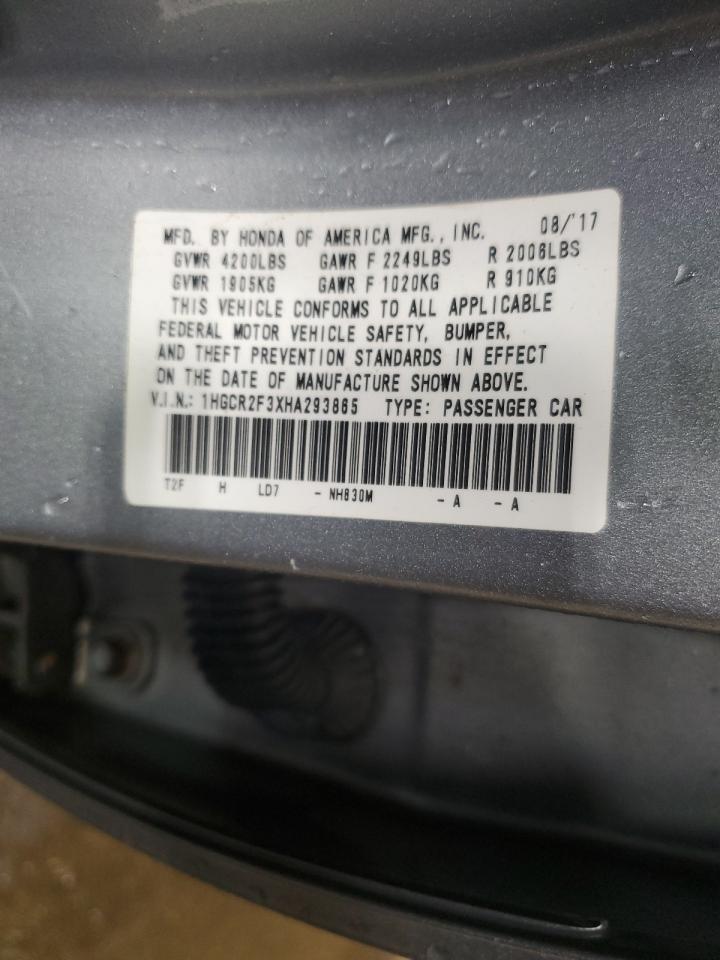 MFD. BY HONDA OF AMERICA MFG., INC. 08/'17
GVWR 4200LBS GAWR F 2249LBS R 2006LBS
GVWR 1905KG GAWR F 1020KG R 910KG
THIS VEHICLE CONFORMS TO ALL APPLICABLE
FEDERAL MOTOR VEHICLE SAFETY, BUMPER,
AND THEFT PREVENTION STANDARDS IN EFFECT
ON THE DATE OF MANUFACTURE SHOWN ABOVE.
V.I.N.: 1HGCR2F3XHA293865 TYPE: PASSENGER CAR
T2F H LD7 - NH830M - A - A